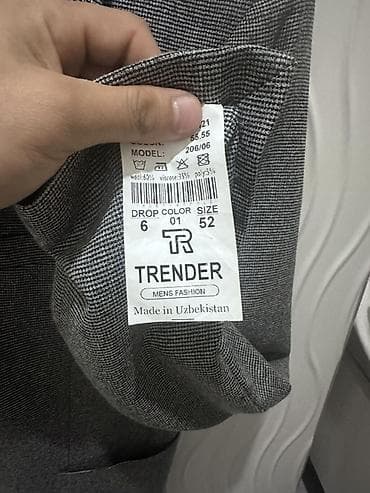 55.55
MODEL: 206/06
DROP COLOR SIZE
6 01 52
TR
TRENDER
MENS FASHION
Made in Uzbekistan